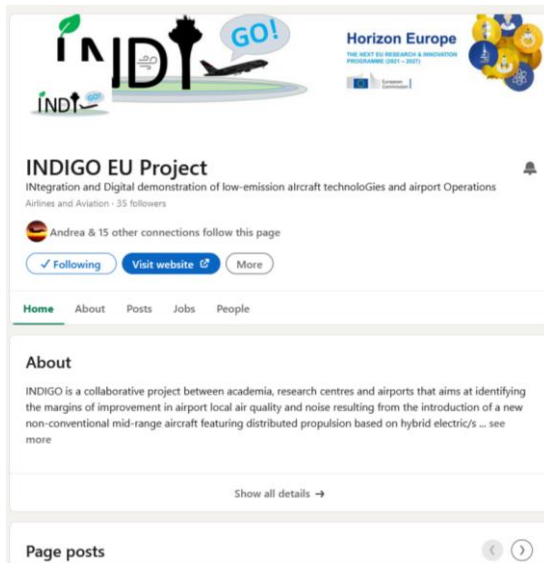 INDI
GO!
INDI
Horizon Europe
THE NEXT EU RESEARCH & INNOVATION
PROGRAMME (2021 – 2027)
European
Commission
INDIGO EU Project
INtegration and Digital demonstration of low-emission aIrcraft technoloGies and airport Operations
Airlines and Aviation · 35 followers
Andrea & 15 other connections follow this page
✓ Following
Visit website
More
Home
About
Posts
Jobs
People
About
INDIGO is a collaborative project between academia, research centres and airports that aims at identifying
the margins of improvement in airport local air quality and noise resulting from the introduction of a new
non-conventional mid-range aircraft featuring distributed propulsion based on hybrid electric/s ... see
more
Show all details →
Page posts